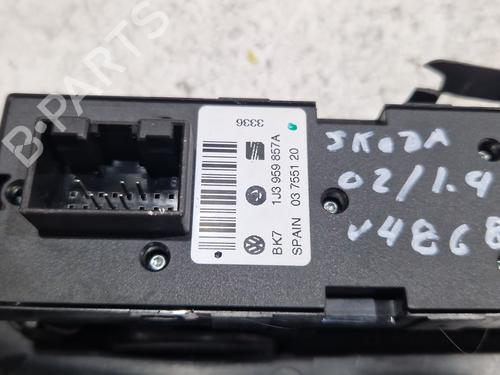 B-PARTS
3336
1J3 959 857A
BK7
SPAIN 03 7551 20
SKODA
02/1.9
V4868